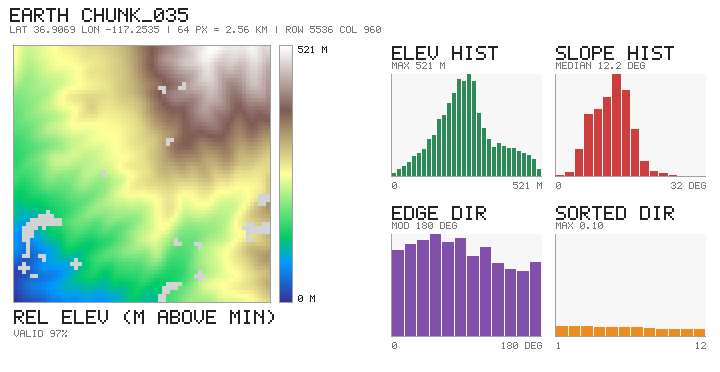 EARTH CHUNK_035
LAT 36.9069 LON -117.2535 | 64 PX = 2.56 KM | ROW 5536 COL 960
521 M
0 M
REL ELEV (M ABOVE MIN)
VALID 97%
ELEV HIST
MAX 521 M
0 521 M
SLOPE HIST
MEDIAN 12.2 DEG
0 32 DEG
EDGE DIR
MOD 180 DEG
0 180 DEG
SORTED DIR
MAX 0.10
1 12